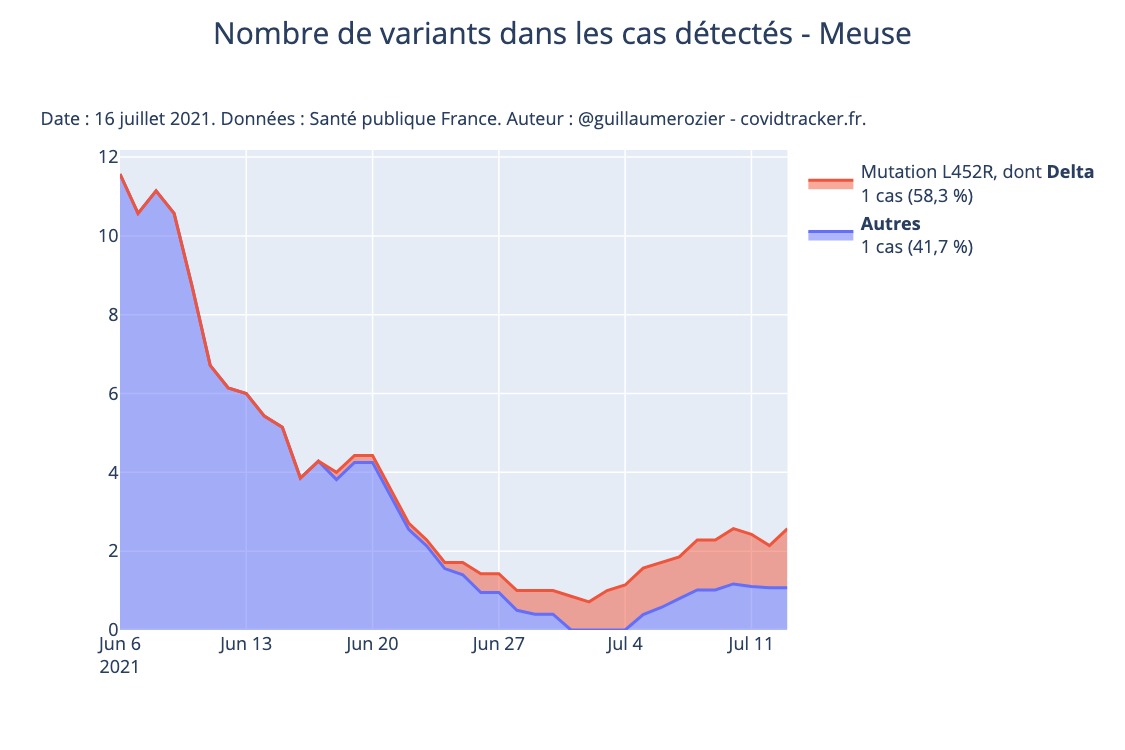 Nombre de variants dans les cas détectés - Meuse
Date : 16 juillet 2021. Données : Santé publique France. Auteur : @guillaumerozier - covidtracker.fr.
12
10
8
6
4
2
0
Jun 6
2021
Jun 13
Jun 20
Jun 27
Jul 4
Jul 11
Mutation L452R, dont Delta
1 cas (58,3 %)
Autres
1 cas (41,7 %)